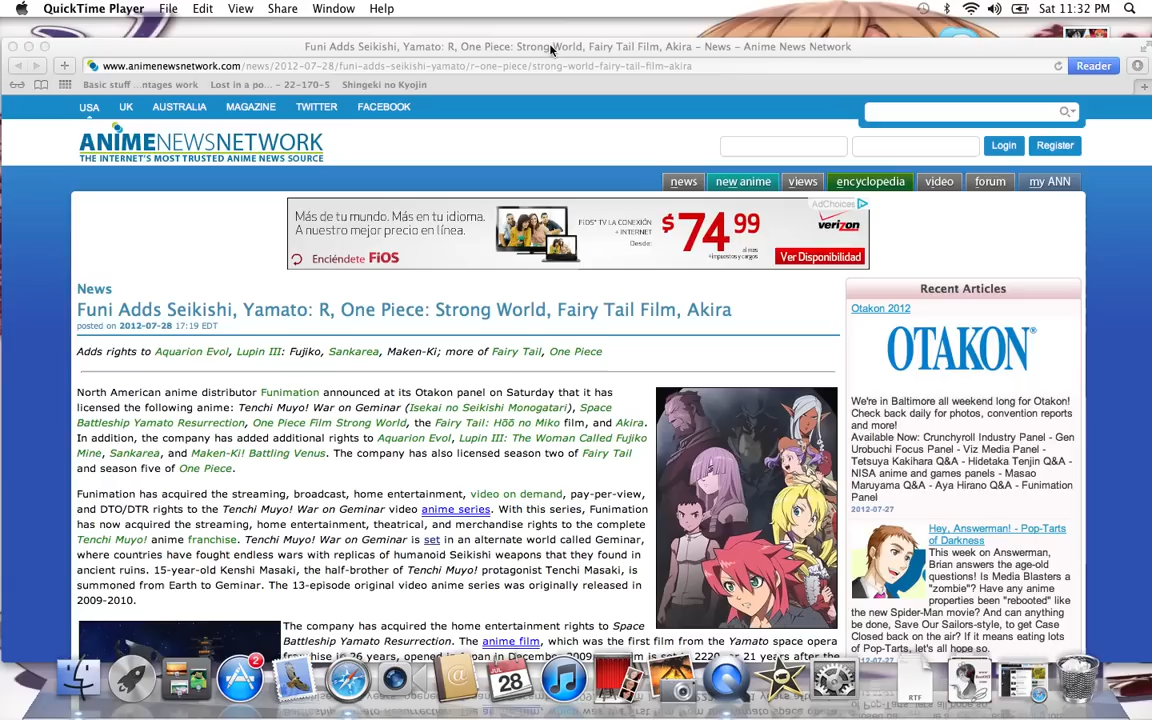 QuickTime Player File Edit View Share Window Help Sat 11:32 PM
Funi Adds Seikishi, Yamato: R, One Piece: Strong World, Fairy Tail Film, Akira – News – Anime News Network
www.animenewsnetwork.com/news/2012-07-28/funi-adds-seikishi-yamato/r-one-piece/strong-world-fairy-tail-film-akira Reader
Basic stuff ...ntages work Lost in a po... – 22-170-5 Shingeki no Kyojin
USA UK AUSTRALIA MAGAZINE TWITTER FACEBOOK
ANIMENEWSNETWORK
THE INTERNET'S MOST TRUSTED ANIME NEWS SOURCE
Login Register
news new anime views encyclopedia video forum my ANN
AdChoices
Más de tu mundo. Más en tu idioma.
A nuestro mejor precio en línea.
Enciéndete FiOS
FiOS® TV LA CONEXIÓN
+ INTERNET
Desde:
$74.99
al mes
+impuestos y cargos
verizon
Ver Disponibilidad
News
Funi Adds Seikishi, Yamato: R, One Piece: Strong World, Fairy Tail Film, Akira
posted on 2012-07-28 17:19 EDT
Adds rights to Aquarion Evol, Lupin III: Fujiko, Sankarea, Maken-Ki; more of Fairy Tail, One Piece
North American anime distributor Funimation announced at its Otakon panel on Saturday that it has
licensed the following anime: Tenchi Muyo! War on Geminar (Isekai no Seikishi Monogatari), Space
Battleship Yamato Resurrection, One Piece Film Strong World, the Fairy Tail: Hōō no Miko film, and Akira.
In addition, the company has added additional rights to Aquarion Evol, Lupin III: The Woman Called Fujiko
Mine, Sankarea, and Maken-Ki! Battling Venus. The company has also licensed season two of Fairy Tail
and season five of One Piece.
Funimation has acquired the streaming, broadcast, home entertainment, video on demand, pay-per-view,
and DTO/DTR rights to the Tenchi Muyo! War on Geminar video anime series. With this series, Funimation
has now acquired the streaming, home entertainment, theatrical, and merchandise rights to the complete
Tenchi Muyo! anime franchise. Tenchi Muyo! War on Geminar is set in an alternate world called Geminar,
where countries have fought endless wars with replicas of humanoid Seikishi weapons that they found in
ancient ruins. 15-year-old Kenshi Masaki, the half-brother of Tenchi Muyo! protagonist Tenchi Masaki, is
summoned from Earth to Geminar. The 13-episode original video anime series was originally released in
2009-2010.
The company has acquired the home entertainment rights to Space
Battleship Yamato Resurrection. The anime film, which was the first film from the Yamato space opera
Recent Articles
Otakon 2012
OTAKON®
We're in Baltimore all weekend long for Otakon!
Check back daily for photos, convention reports
and more!
Available Now: Crunchyroll Industry Panel - Gen
Urobuchi Focus Panel - Viz Media Panel -
Tetsuya Kakihara Q&A - Hidetaka Tenjin Q&A -
NISA anime and games panels - Masao
Maruyama Q&A - Aya Hirano Q&A - Funimation
Panel
2012-07-27
Hey, Answerman! - Pop-Tarts
of Darkness
This week on Answerman,
Brian answers the age-old
questions! Is Media Blasters
a "zombie"? Have any anime
properties been "rebooted" like
the new Spider-Man movie? And can anything
be done, Save Our Sailors-style, to get Case
Closed back on the air? If it means eating lots
of Pop-Tarts, let's all hope so.
2
JUL
28
RTF